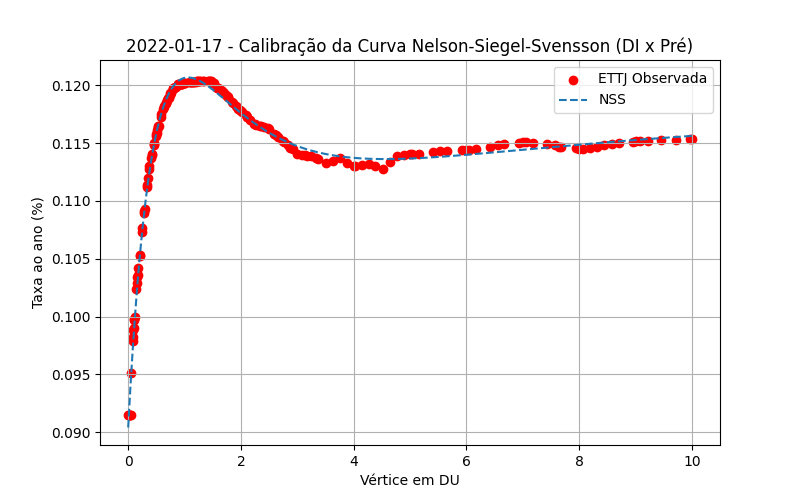 2022-01-17 - Calibração da Curva Nelson-Siegel-Svensson (DI x Pré)
ETTJ Observada
NSS
Taxa ao ano (%)
0.120
0.115
0.110
0.105
0.100
0.095
0.090
0 2 4 6 8 10
Vértice em DU